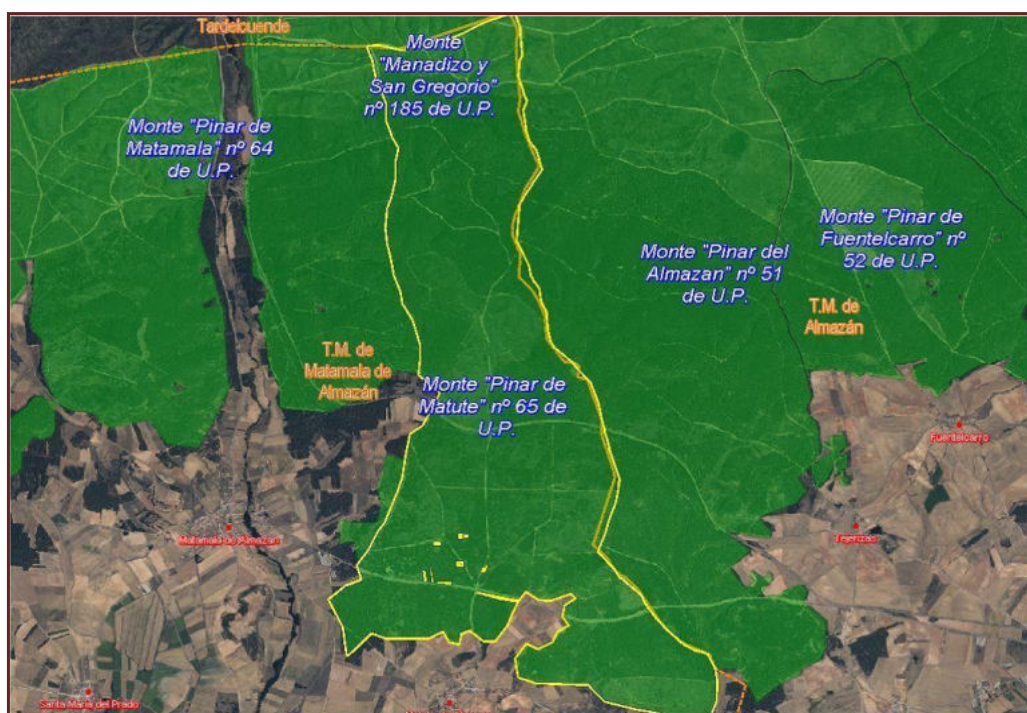 Tardelcuende
Monte
"Manadizo y
San Gregorio"
nº 185 de U.P.
Monte "Pinar de
Matamala" nº 64
de U.P.
Monte "Pinar del
Almazan" nº 51
de U.P.
Monte "Pinar de
Fuentelcarro" nº
52 de U.P.
T.M. de
Almazán
T.M. de
Matamala de
Almazán
Monte "Pinar de
Matute" nº 65 de
U.P.
Fuentelcarro
Matamala de Almazan
Tejerizas
Santa María del Prado